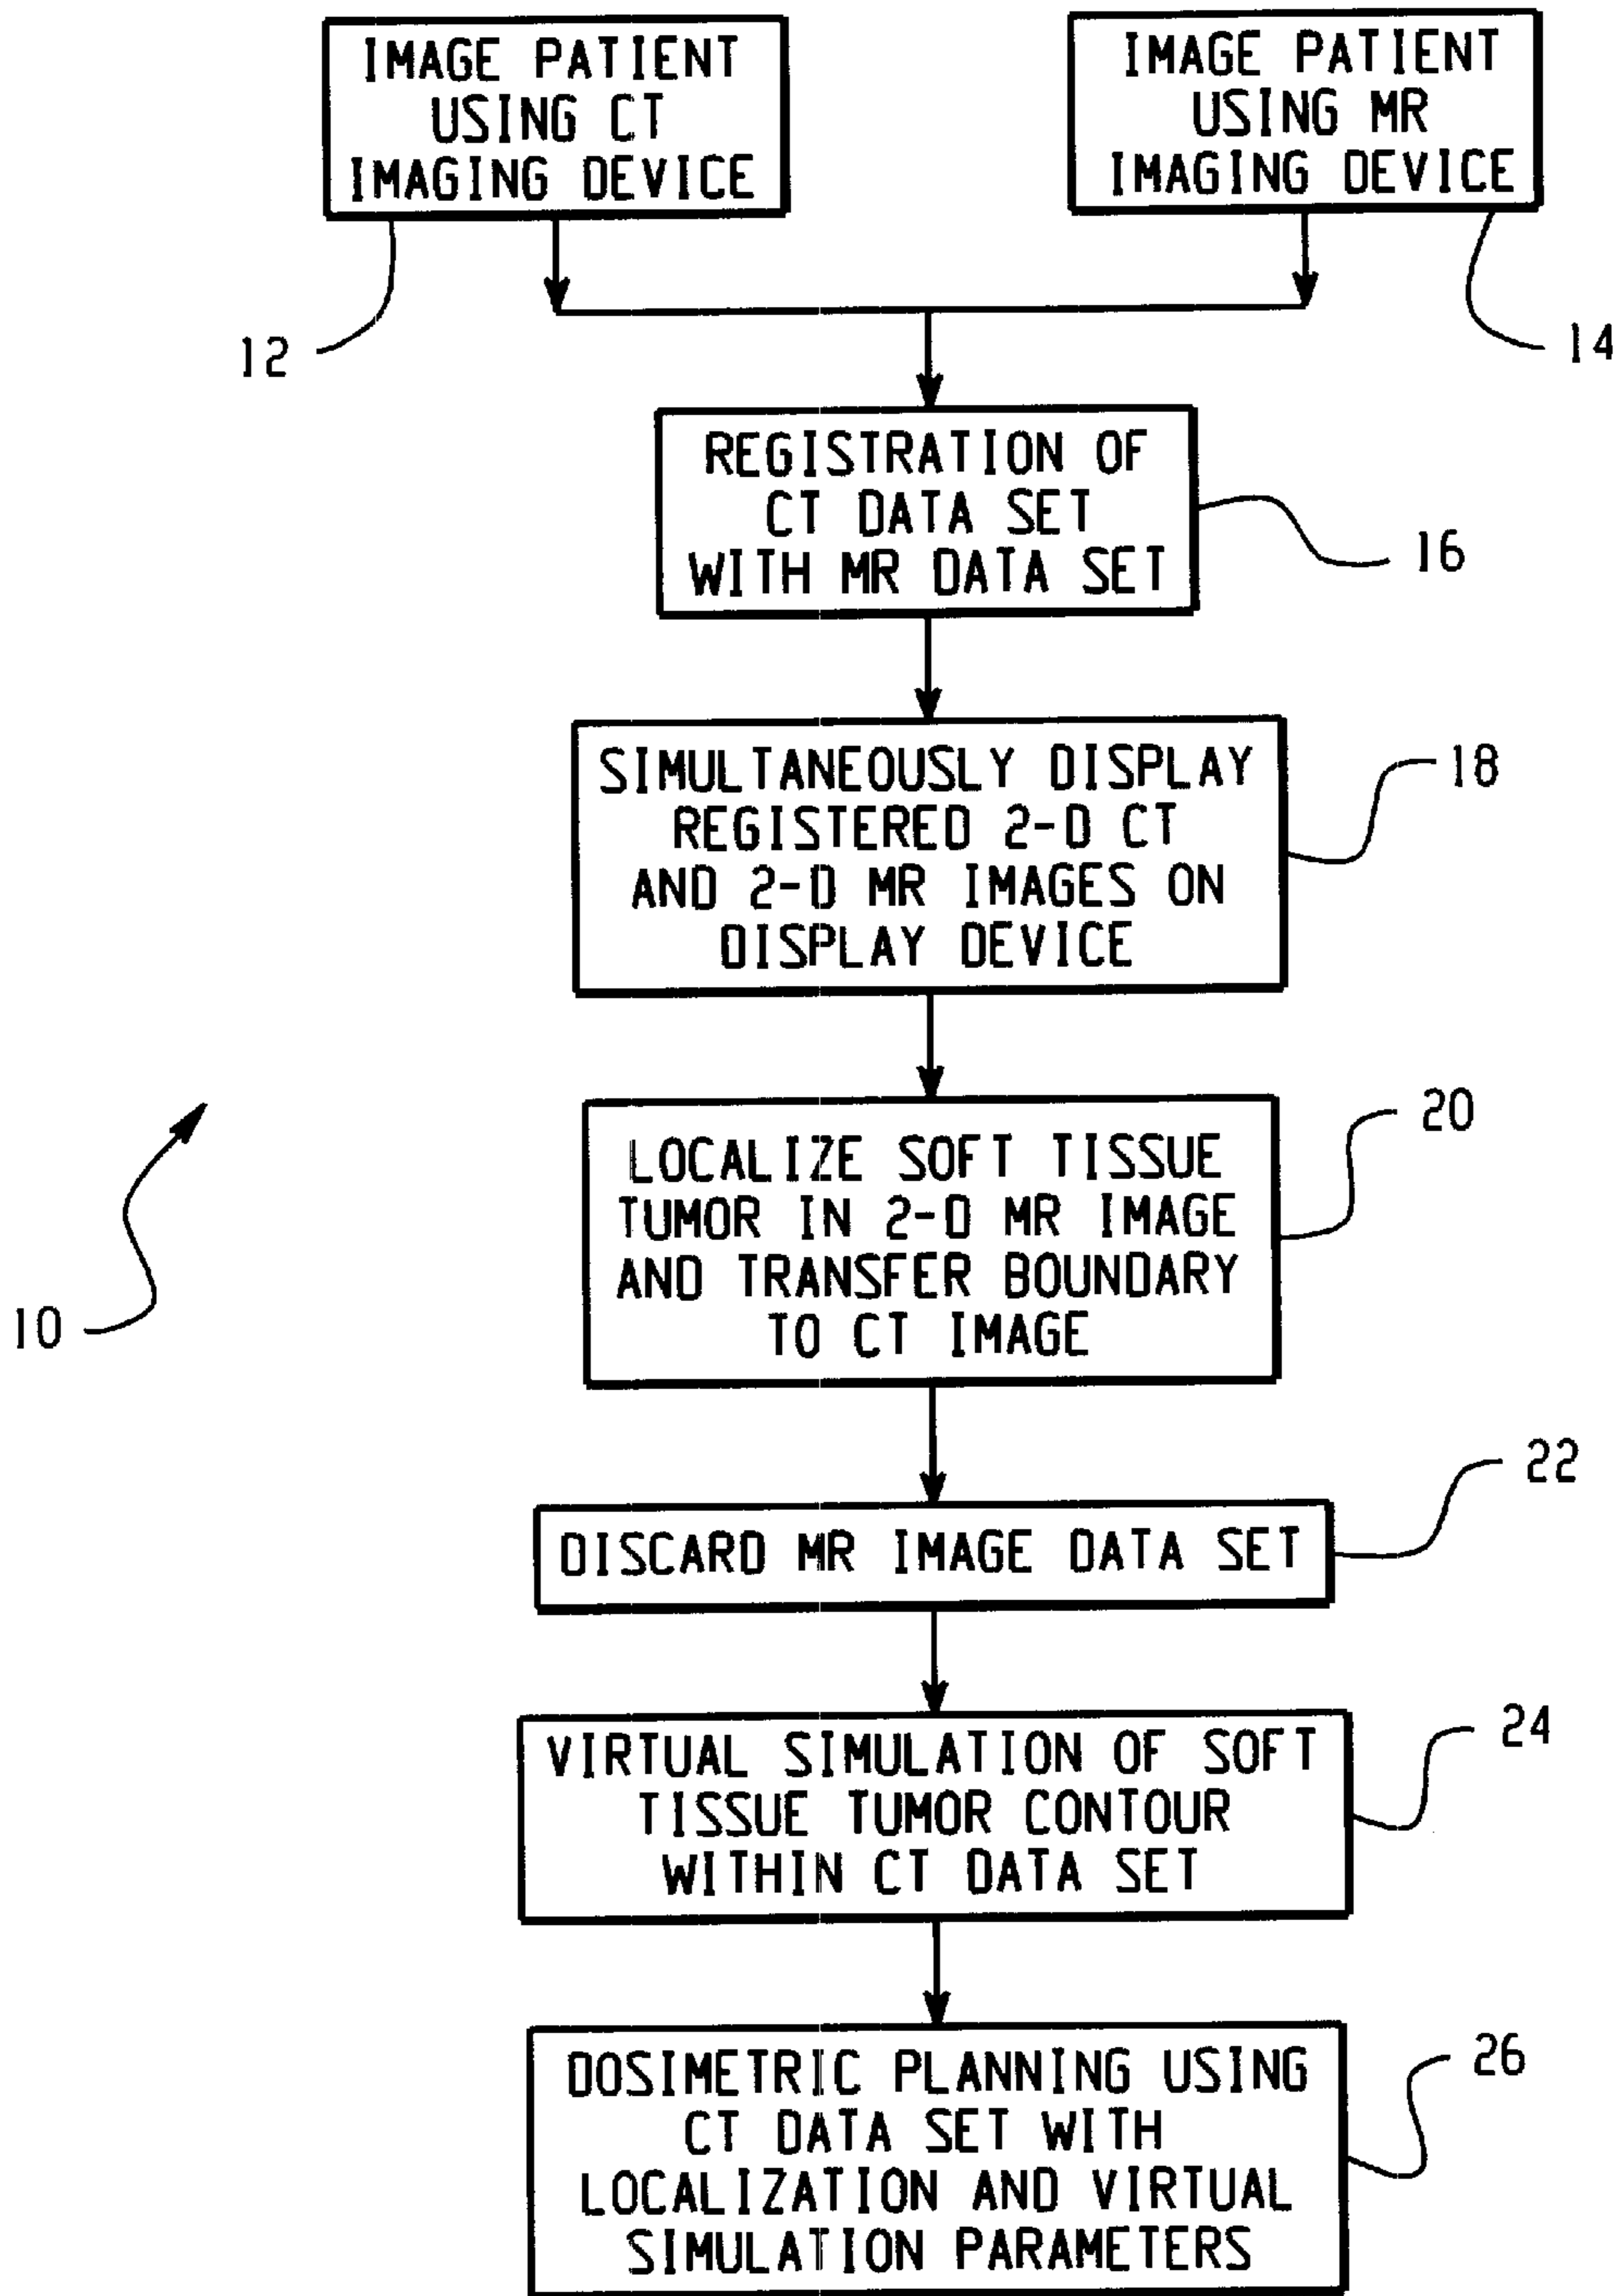 IMAGE PATIENT
USING CT
IMAGING DEVICE
IMAGE PATIENT
USING MR
IMAGING DEVICE
12
14
REGISTRATION OF
CT DATA SET
WITH MR DATA SET
16
SIMULTANEOUSLY DISPLAY
REGISTERED 2-D CT
AND 2-D MR IMAGES ON
DISPLAY DEVICE
18
LOCALIZE SOFT TISSUE
TUMOR IN 2-D MR IMAGE
AND TRANSFER BOUNDARY
TO CT IMAGE
20
10
DISCARD MR IMAGE DATA SET
22
VIRTUAL SIMULATION OF SOFT
TISSUE TUMOR CONTOUR
WITHIN CT DATA SET
24
DOSIMETRIC PLANNING USING
CT DATA SET WITH
LOCALIZATION AND VIRTUAL
SIMULATION PARAMETERS
26